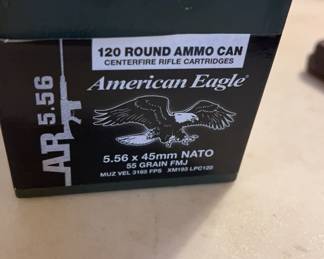 AR 5.56
120 ROUND AMMO CAN
CENTERFIRE RIFLE CARTRIDGES
American Eagle®
5.56 x 45mm NATO
55 GRAIN FMJ
MUZ VEL 3165 FPS XM193 LPC120